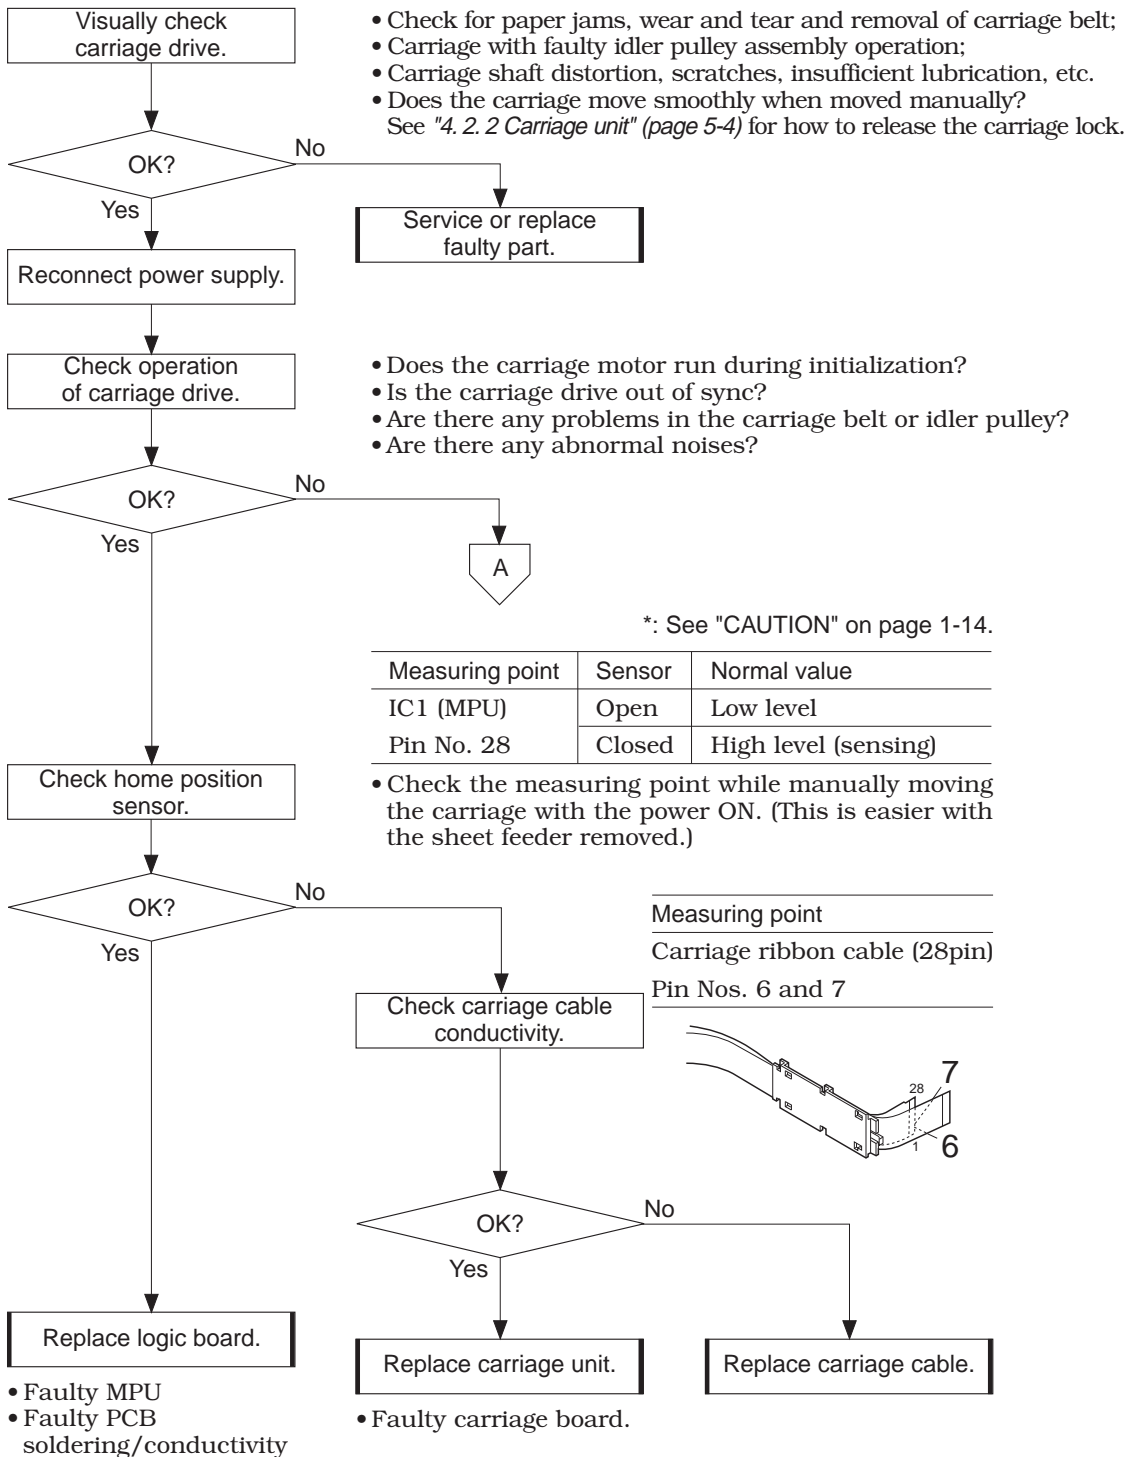 Visually check
carriage drive.
• Check for paper jams, wear and tear and removal of carriage belt;
• Carriage with faulty idler pulley assembly operation;
• Carriage shaft distortion, scratches, insufficient lubrication, etc.
• Does the carriage move smoothly when moved manually?
See "4. 2. 2 Carriage unit" (page 5-4) for how to release the carriage lock.
OK?
No
Yes
Service or replace
faulty part.
Reconnect power supply.
Check operation
of carriage drive.
• Does the carriage motor run during initialization?
• Is the carriage drive out of sync?
• Are there any problems in the carriage belt or idler pulley?
• Are there any abnormal noises?
OK?
No
Yes
A
*: See "CAUTION" on page 1-14.
Measuring point Sensor Normal value
IC1 (MPU) Open Low level
Pin No. 28 Closed High level (sensing)
Check home position
sensor.
• Check the measuring point while manually moving
the carriage with the power ON. (This is easier with
the sheet feeder removed.)
OK?
No
Yes
Measuring point
Carriage ribbon cable (28pin)
Pin Nos. 6 and 7
Check carriage cable
conductivity.
28
7
1
6
OK?
No
Yes
Replace logic board.
• Faulty MPU
• Faulty PCB
soldering/conductivity
Replace carriage unit.
• Faulty carriage board.
Replace carriage cable.